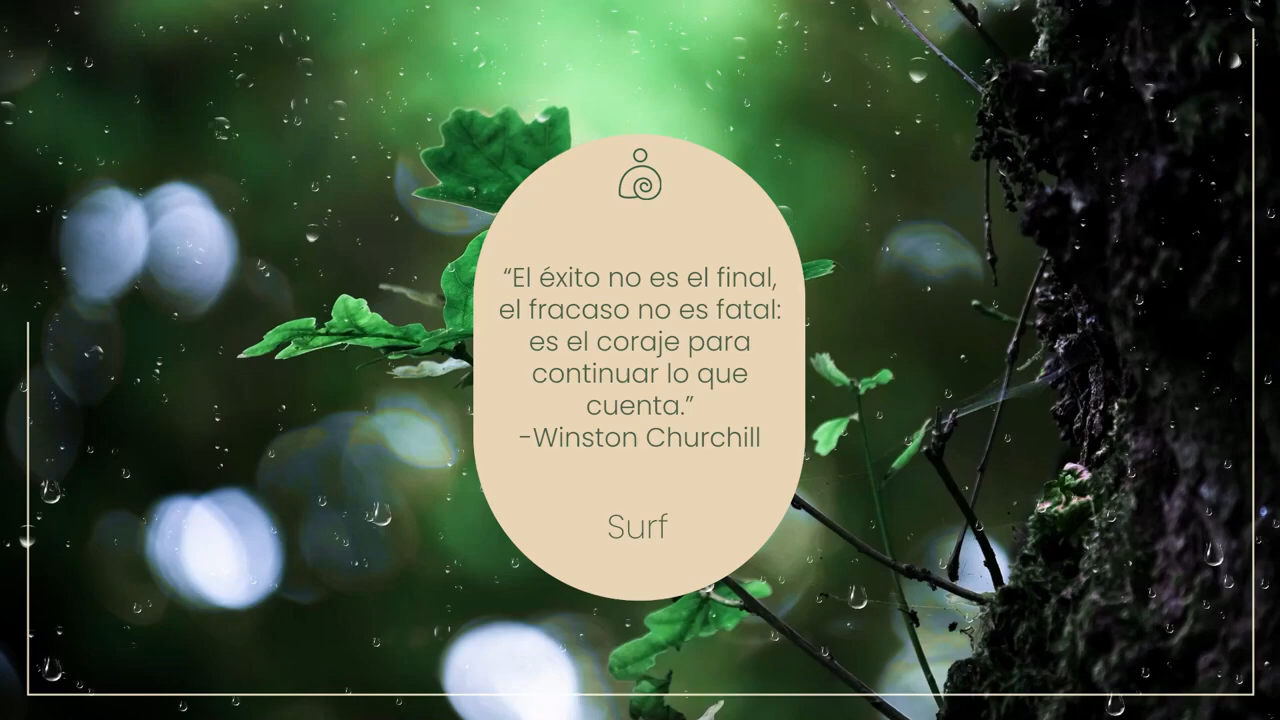 “El éxito no es el final,
el fracaso no es fatal:
es el coraje para
continuar lo que
cuenta.”
-Winston Churchill
Surf